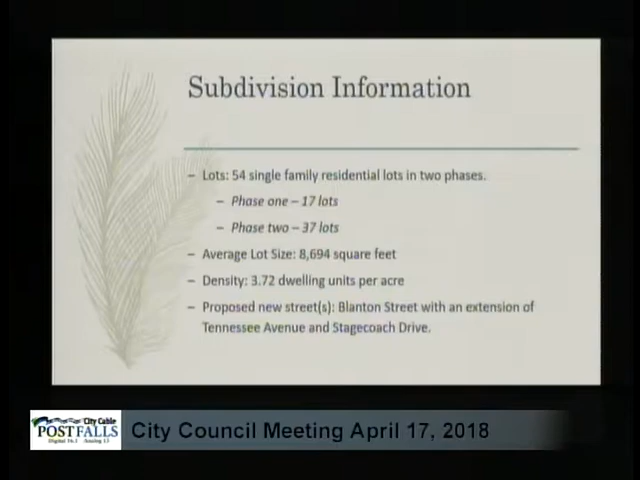 Subdivision Information
– Lots: 54 single family residential lots in two phases.
– Phase one – 17 lots
– Phase two – 37 lots
– Average Lot Size: 8,694 square feet
– Density: 3.72 dwelling units per acre
– Proposed new street(s): Blanton Street with an extension of
Tennessee Avenue and Stagecoach Drive.
City Cable
POSTFALLS
City Council Meeting April 17, 2018